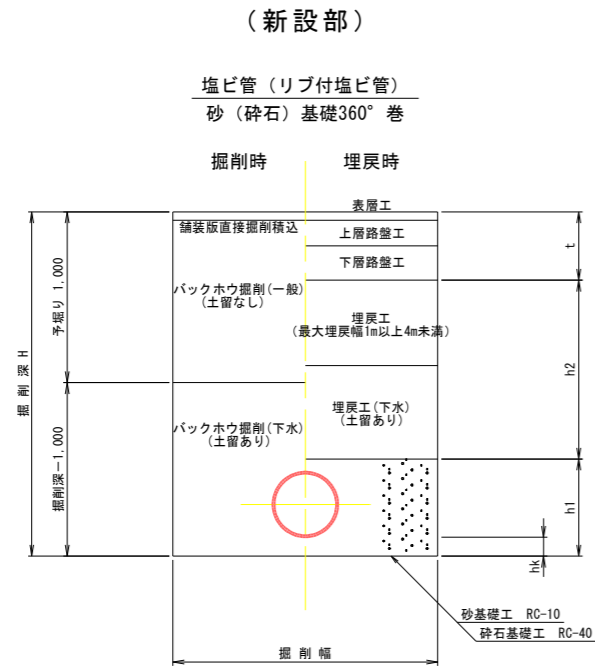 （新設部）
塩ビ管（リブ付塩ビ管）
砂（砕石）基礎360°巻
掘削時
埋戻時
表層工
舗装版直接掘削積込
上層路盤工
下層路盤工
バックホウ掘削(一般)
(土留なし)
埋戻工
(最大埋戻幅1m以上4m未満)
バックホウ掘削(下水)
(土留あり)
埋戻工(下水)
(土留あり)
掘削深 H
予堀り 1,000
掘削深－1,000
t
h2
h1
hk
砂基礎工 RC-10
砕石基礎工 RC-40
掘削幅